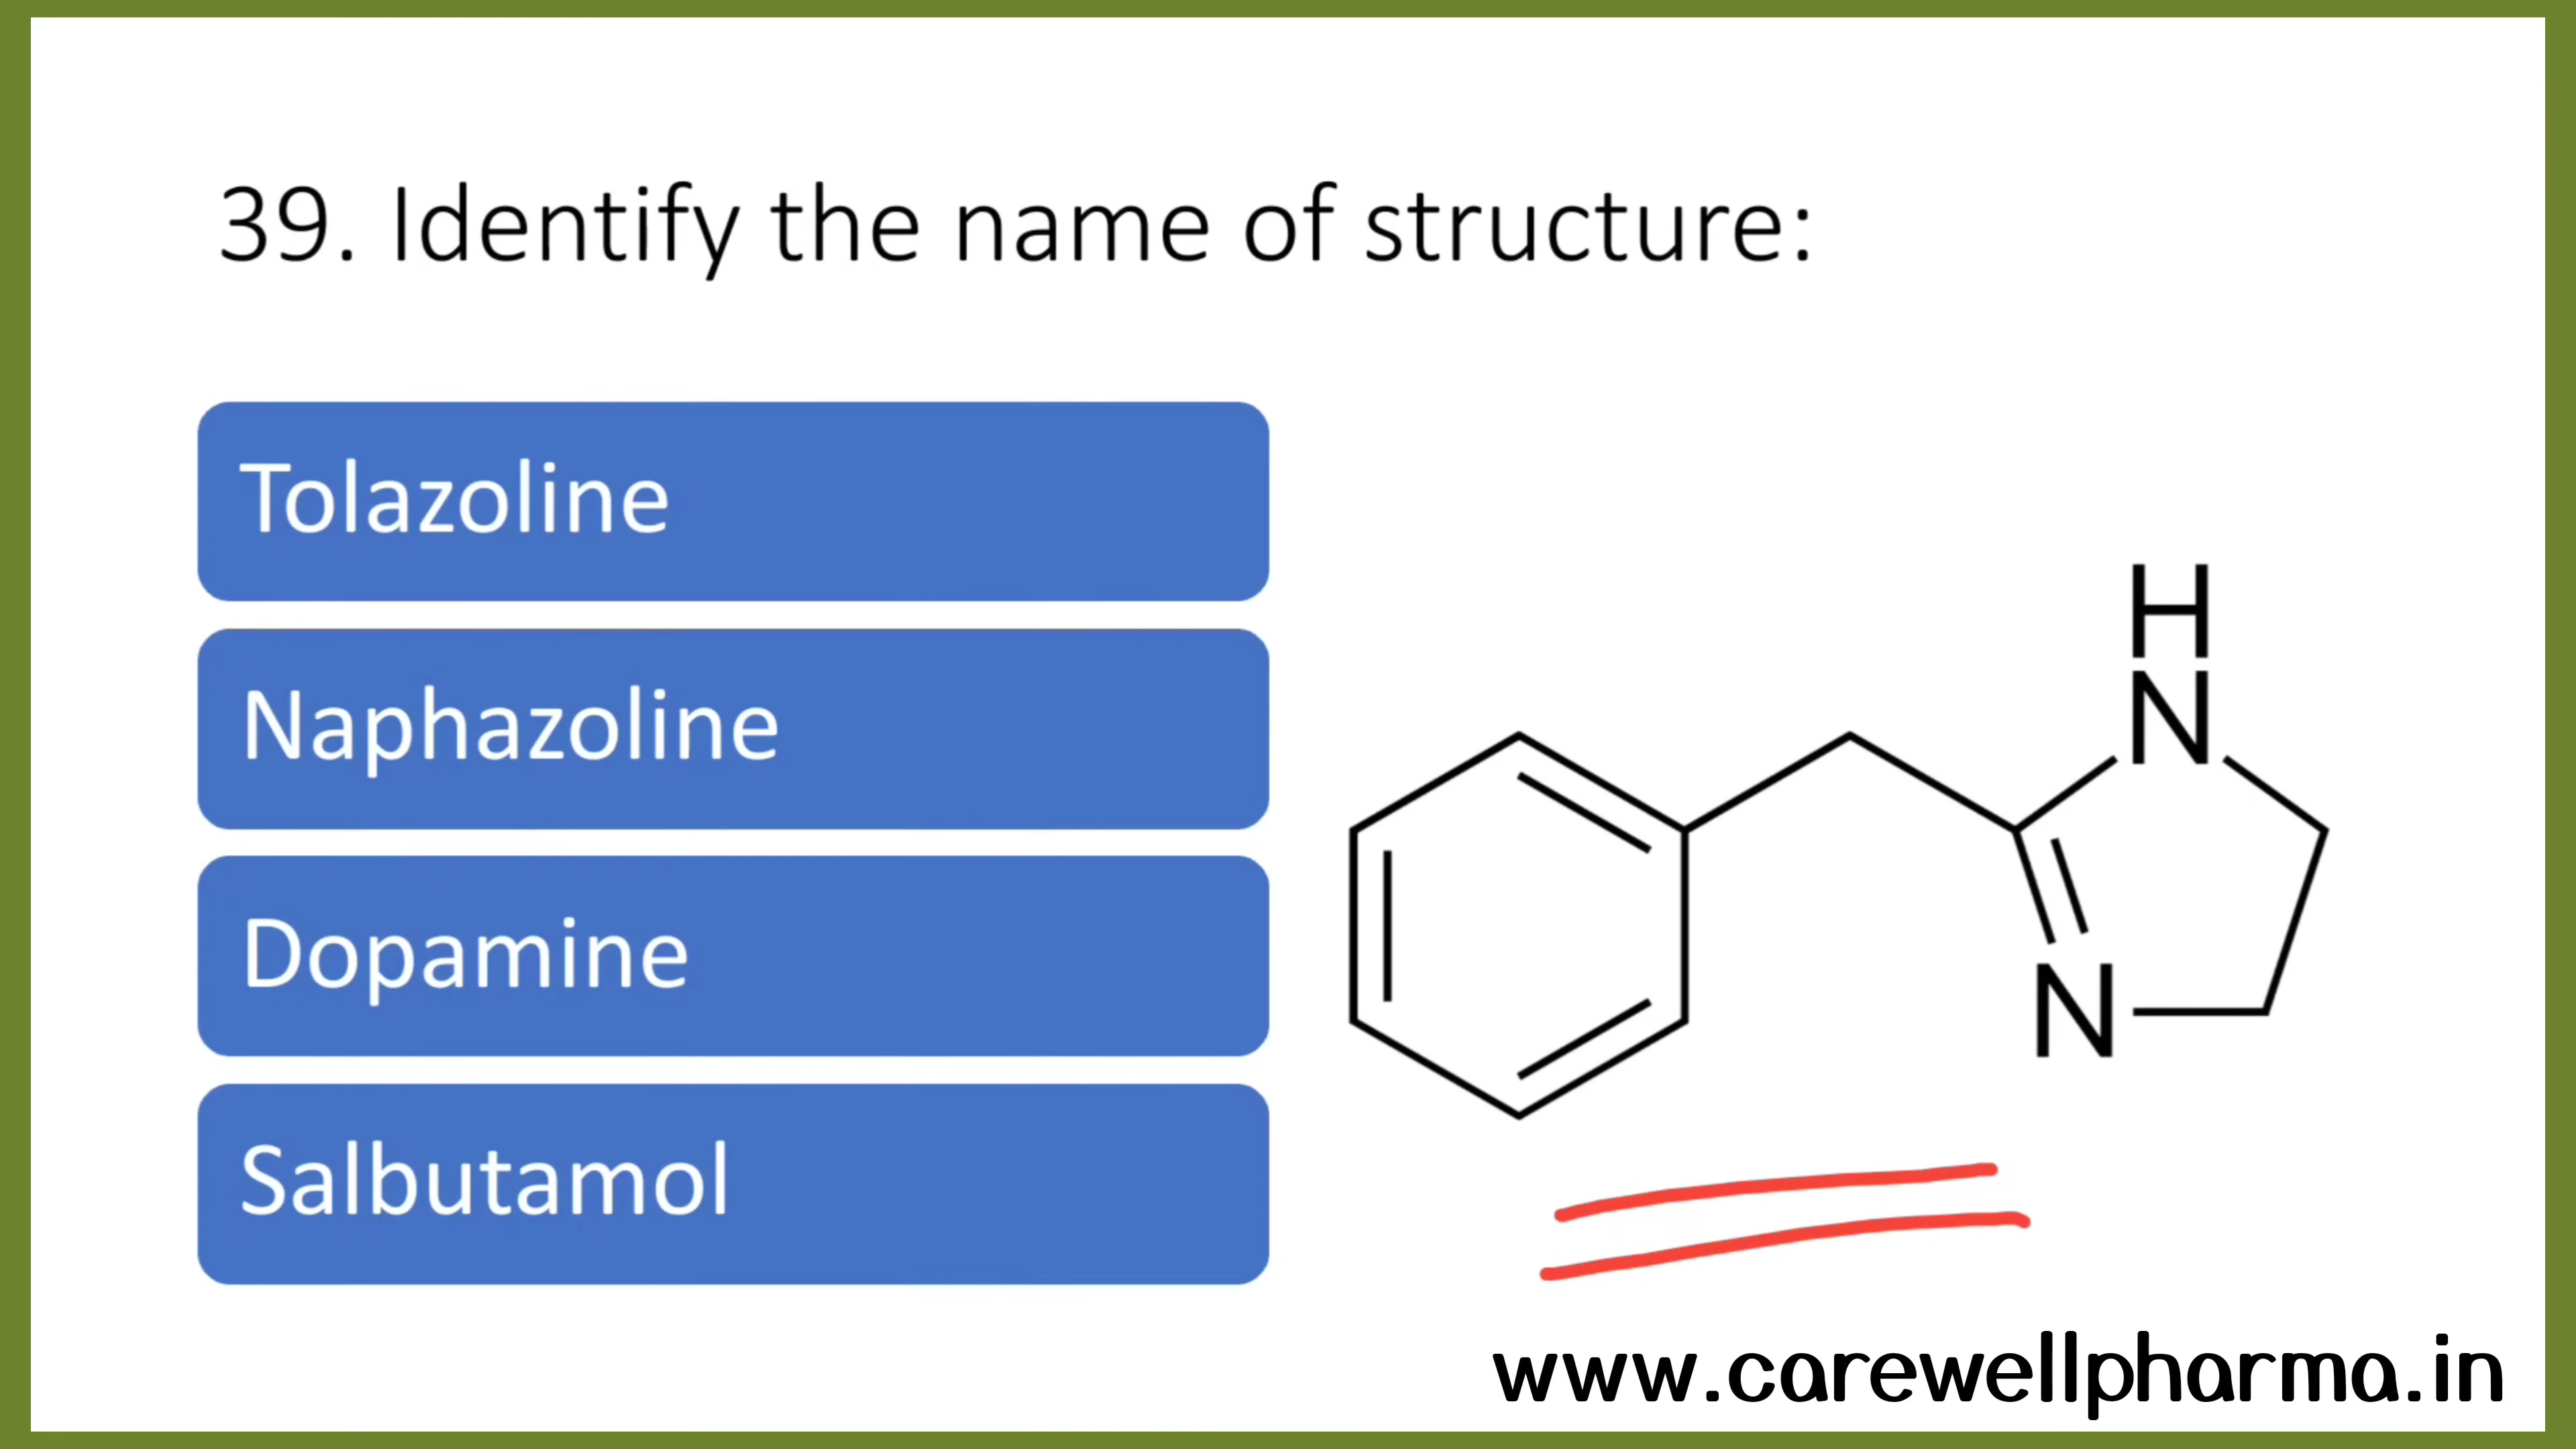 39. Identify the name of structure:
Tolazoline
Naphazoline
Dopamine
Salbutamol
H
N
N
www.carewellpharma.in